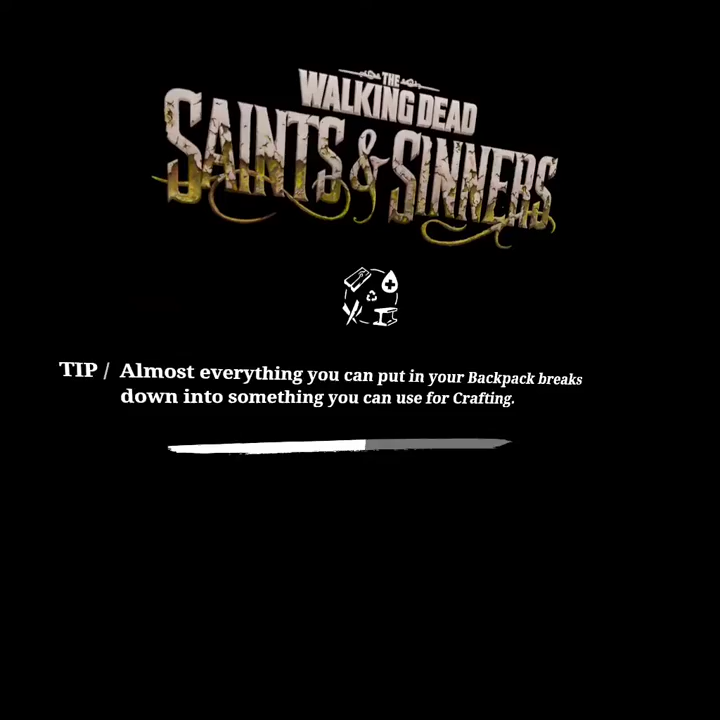 THE
WALKING DEAD
SAINTS & SINNERS
TIP / Almost everything you can put in your Backpack breaks
down into something you can use for Crafting.